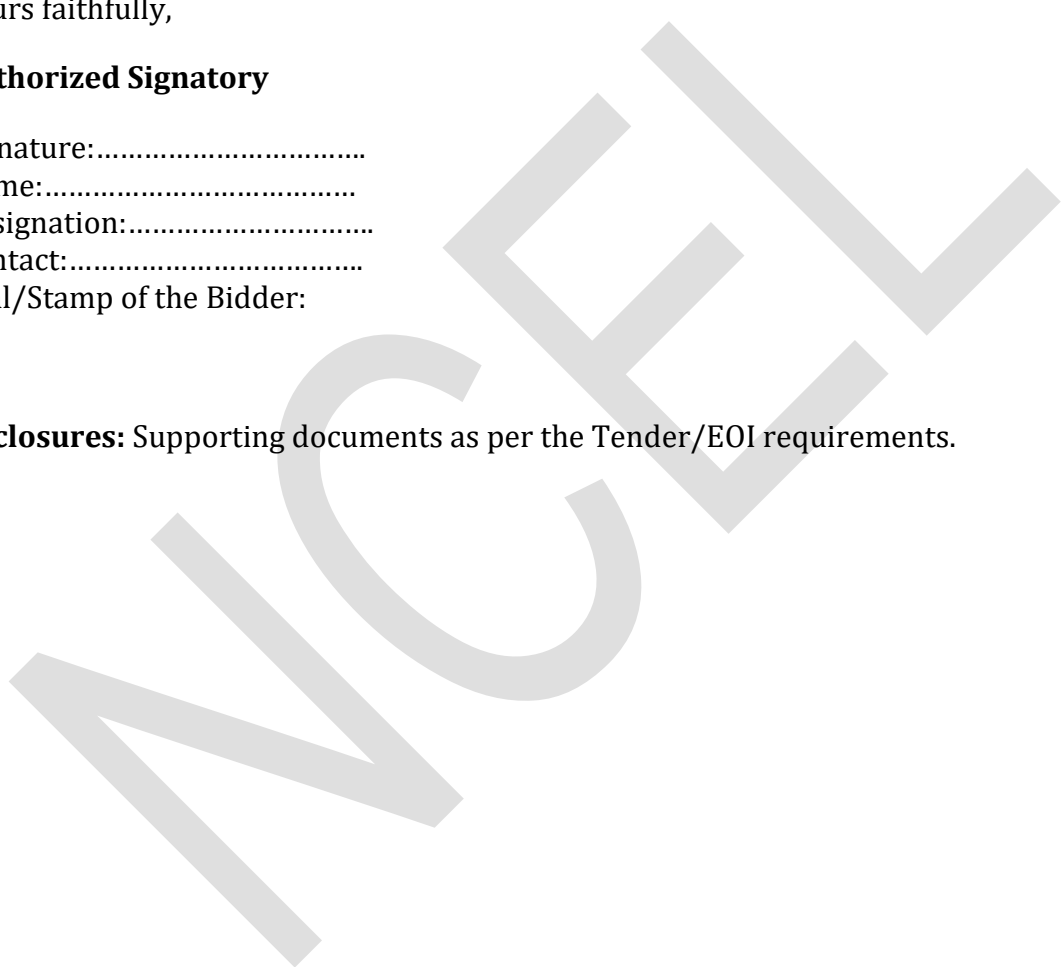 urs faithfully,
thorized Signatory
nature:…………………………….
me:…………………………………
signation:………………………….
ntact:……………………………….
l/Stamp of the Bidder:
closures: Supporting documents as per the Tender/EOI requirements.
NCEL